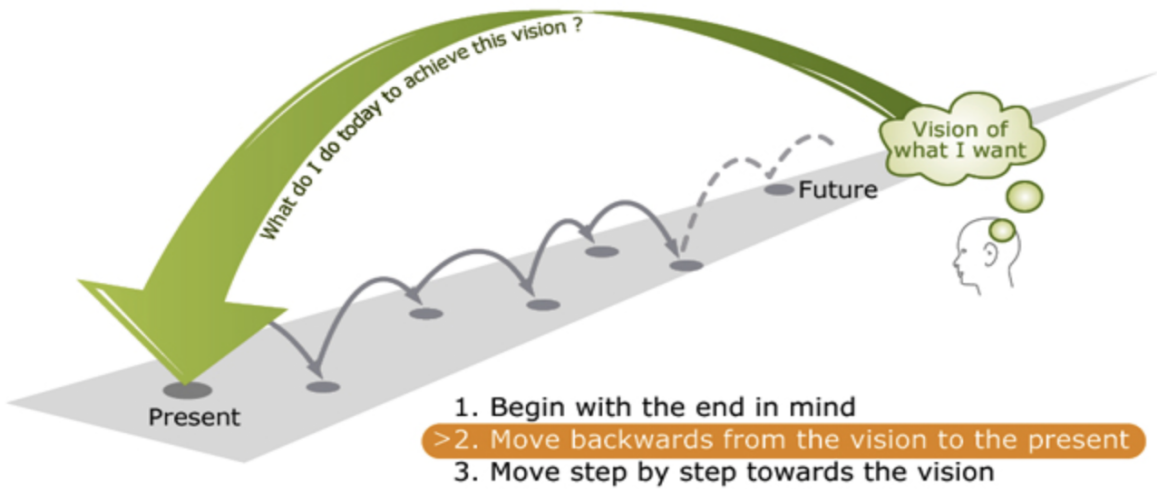 What do I do today to achieve this vision ?
Vision of
what I want
Future
Present
1. Begin with the end in mind
>2. Move backwards from the vision to the present
3. Move step by step towards the vision